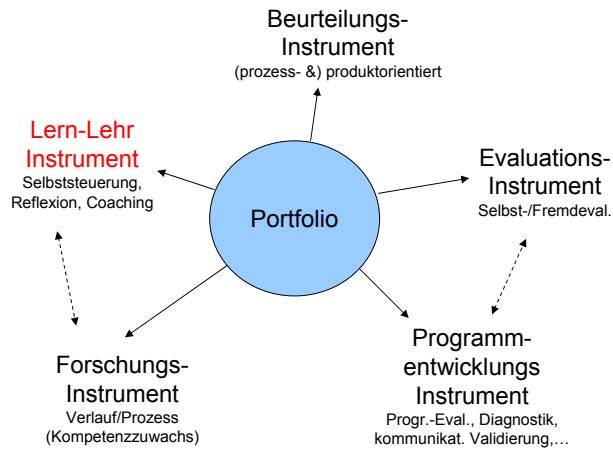 Beurteilungs-
Instrument
(prozess- &) produktorientiert
Lern-Lehr
Instrument
Selbststeuerung,
Reflexion, Coaching
Evaluations-
Instrument
Selbst-/Fremdeval.
Portfolio
Forschungs-
Instrument
Verlauf/Prozess
(Kompetenzzuwachs)
Programm-
entwicklungs
Instrument
Progr.-Eval., Diagnostik,
kommunikat. Validierung,...